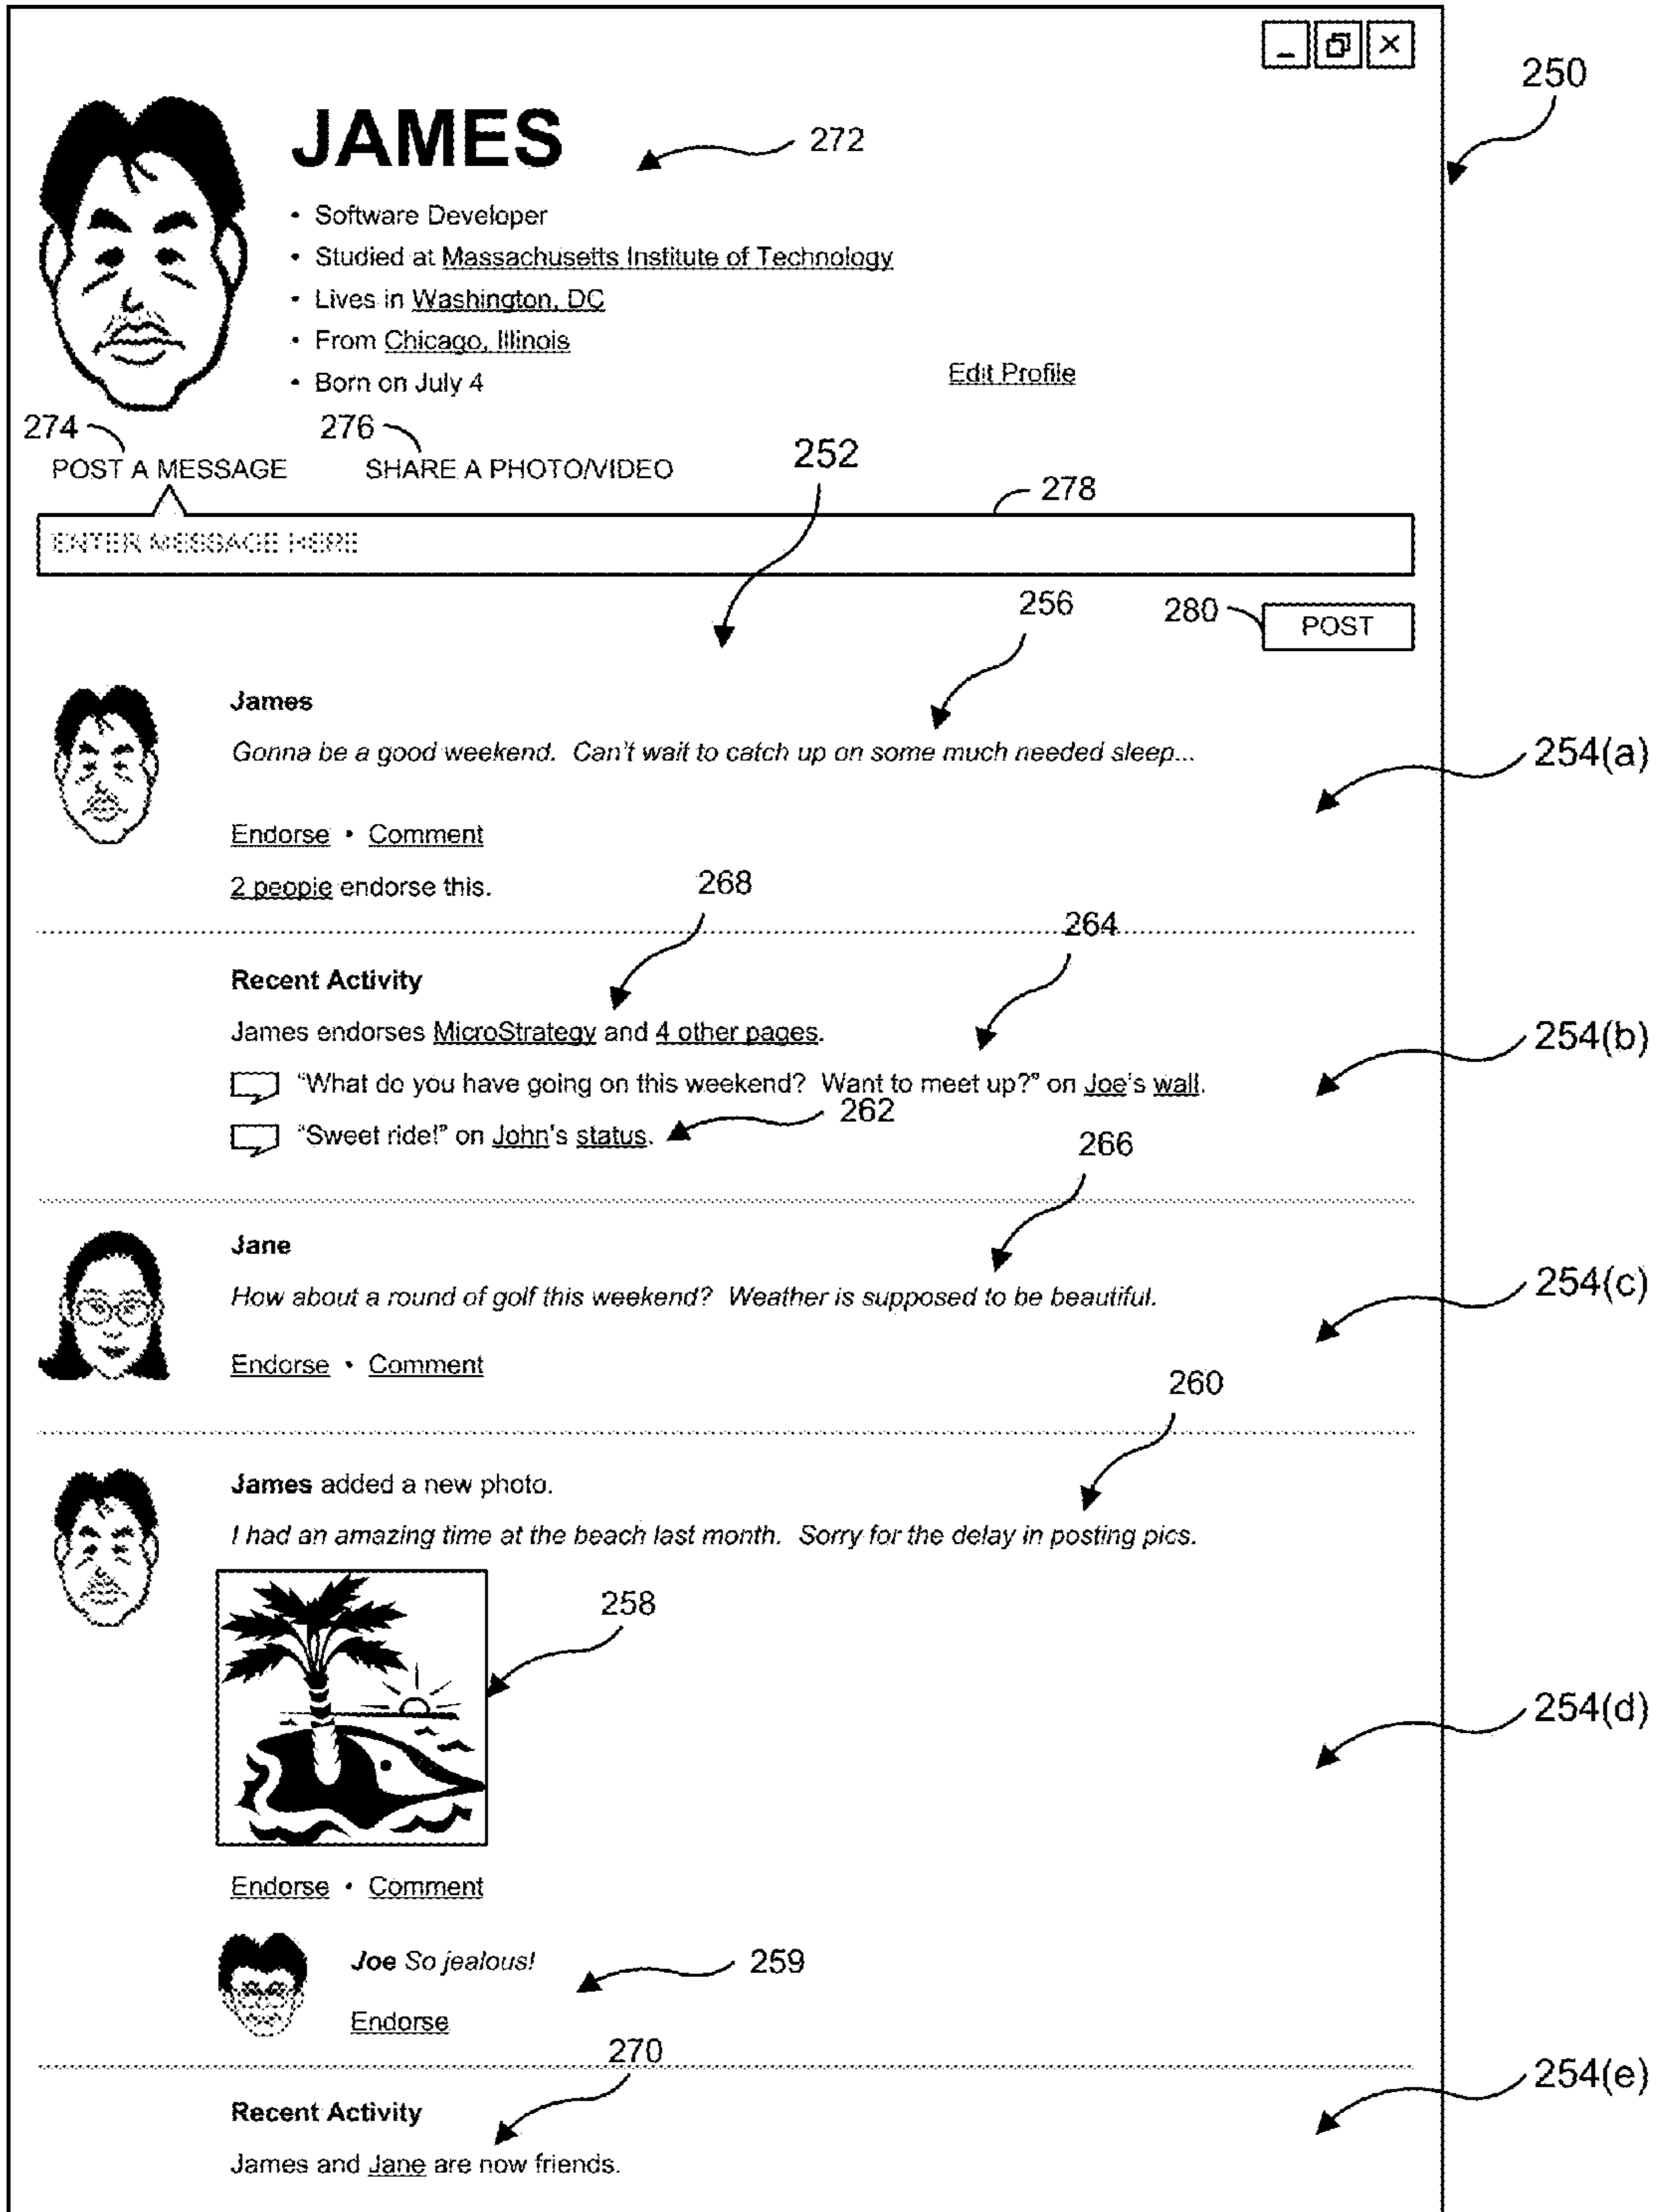 250
JAMES
272
• Software Developer
• Studied at Massachusetts Institute of Technology
• Lives in Washington, DC
• From Chicago, Illinois
• Born on July 4
Edit Profile
274
276
POST A MESSAGE SHARE A PHOTO/VIDEO
252
278
ENTER MESSAGE HERE
256
280
POST
James
Gonna be a good weekend. Can't wait to catch up on some much needed sleep...
254(a)
Endorse • Comment
2 people endorse this.
268
264
Recent Activity
James endorses MicroStrategy and 4 other pages.
254(b)
"What do you have going on this weekend? Want to meet up?" on Joe's wall.
262
"Sweet ride!" on John's status.
266
Jane
How about a round of golf this weekend? Weather is supposed to be beautiful.
254(c)
Endorse • Comment
260
James added a new photo.
I had an amazing time at the beach last month. Sorry for the delay in posting pics.
258
254(d)
Endorse • Comment
Joe So jealous!
259
Endorse
270
254(e)
Recent Activity
James and Jane are now friends.